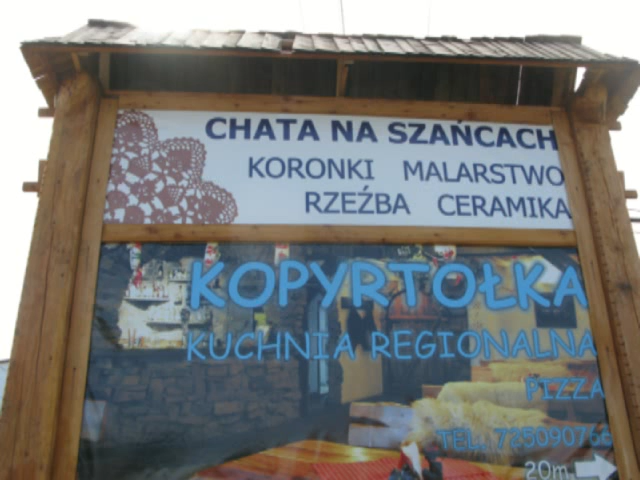 CHATA NA SZAŃCACH
KORONKI MALARSTWO
RZEŹBA CERAMIKA
KOPYRTOŁKA
KUCHNIA REGIONALNA
PIZZA
TEL. 725090766
20m.